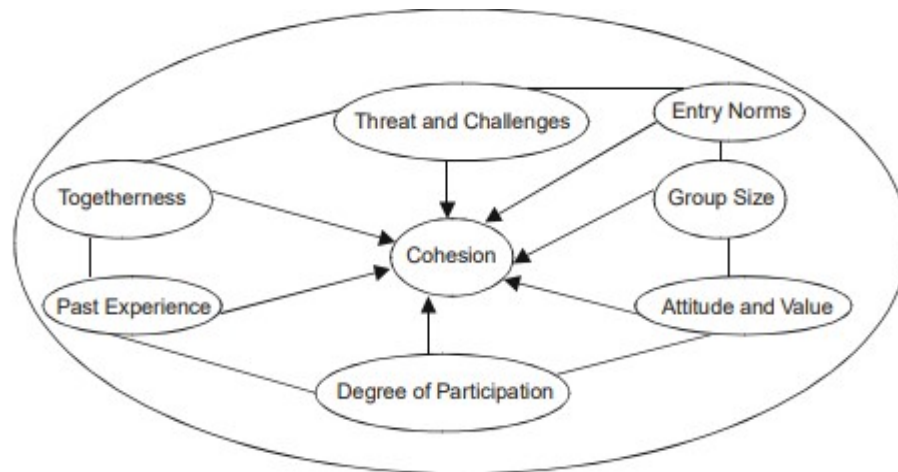 Threat and Challenges
Entry Norms
Togetherness
Group Size
Cohesion
Past Experience
Attitude and Value
Degree of Participation